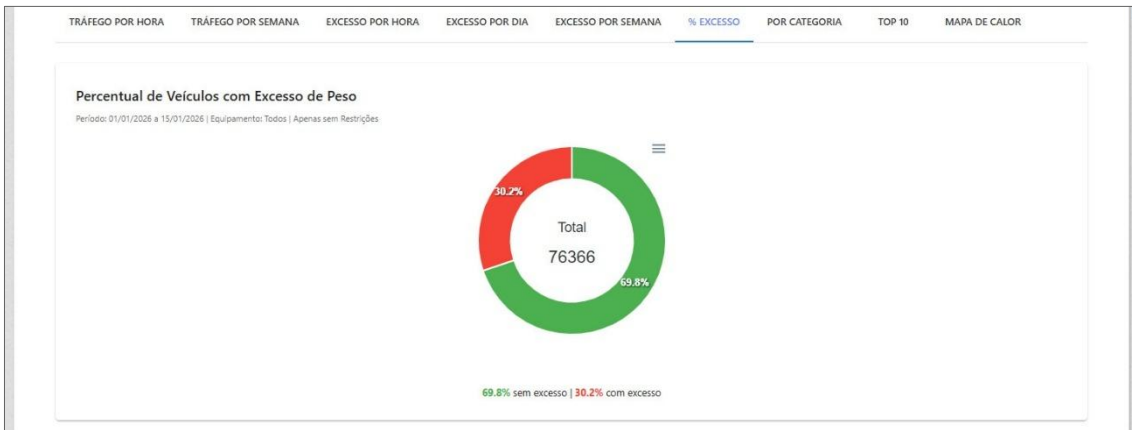 TRÁFEGO POR HORA TRÁFEGO POR SEMANA EXCESSO POR HORA EXCESSO POR DIA EXCESSO POR SEMANA % EXCESSO POR CATEGORIA TOP 10 MAPA DE CALOR
Percentual de Veículos com Excesso de Peso
Período: 01/01/2026 a 15/01/2026 | Equipamento: Todos | Apenas sem Restrições
30.2%
Total
76366
69.8%
69.8% sem excesso | 30.2% com excesso